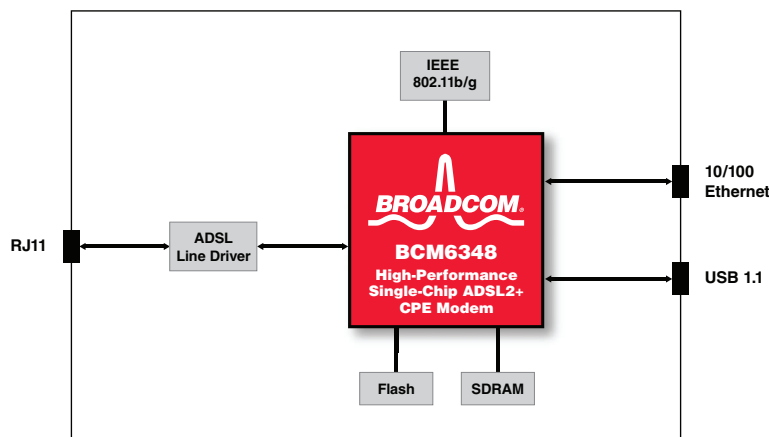 IEEE
802.11b/g
BROADCOM®
BCM6348
High-Performance
Single-Chip ADSL2+
CPE Modem
10/100
Ethernet
RJ11
ADSL
Line Driver
USB 1.1
Flash
SDRAM